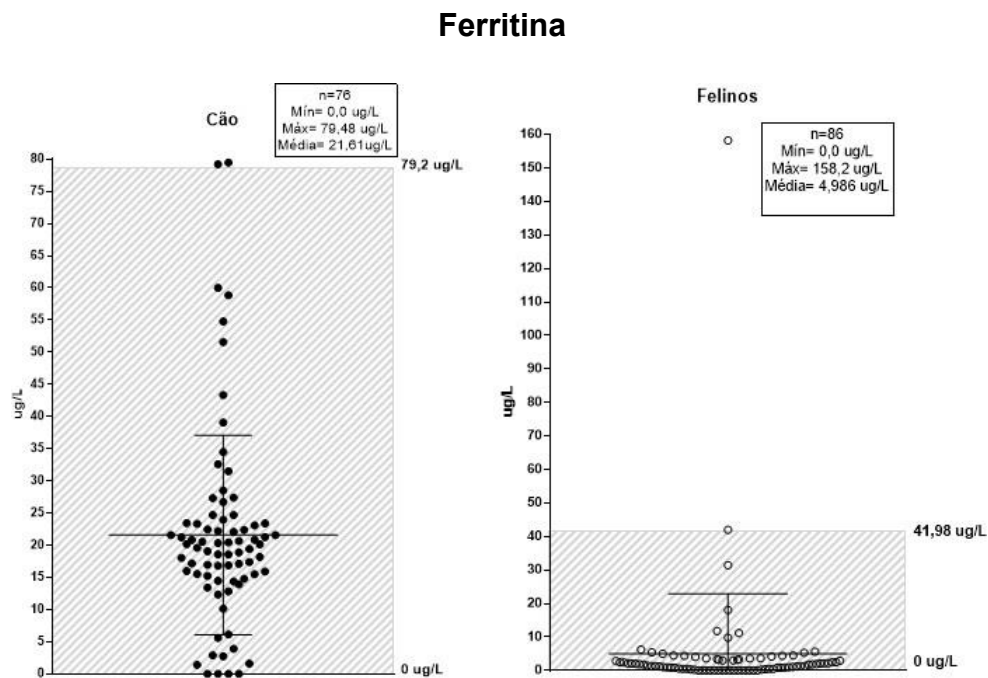 Ferritina
Cão
n=76
Mín= 0,0 ug/L
Máx= 79,48 ug/L
Média= 21,61ug/L
80
75
70
65
60
55
50
45
40
35
30
25
20
15
10
5
0
ug/L
79,2 ug/L
0 ug/L
Felinos
n=86
Mín= 0,0 ug/L
Máx= 158,2 ug/L
Média= 4,986 ug/L
160
150
140
130
120
110
100
90
80
70
60
50
40
30
20
10
0
ug/L
41,98 ug/L
0 ug/L